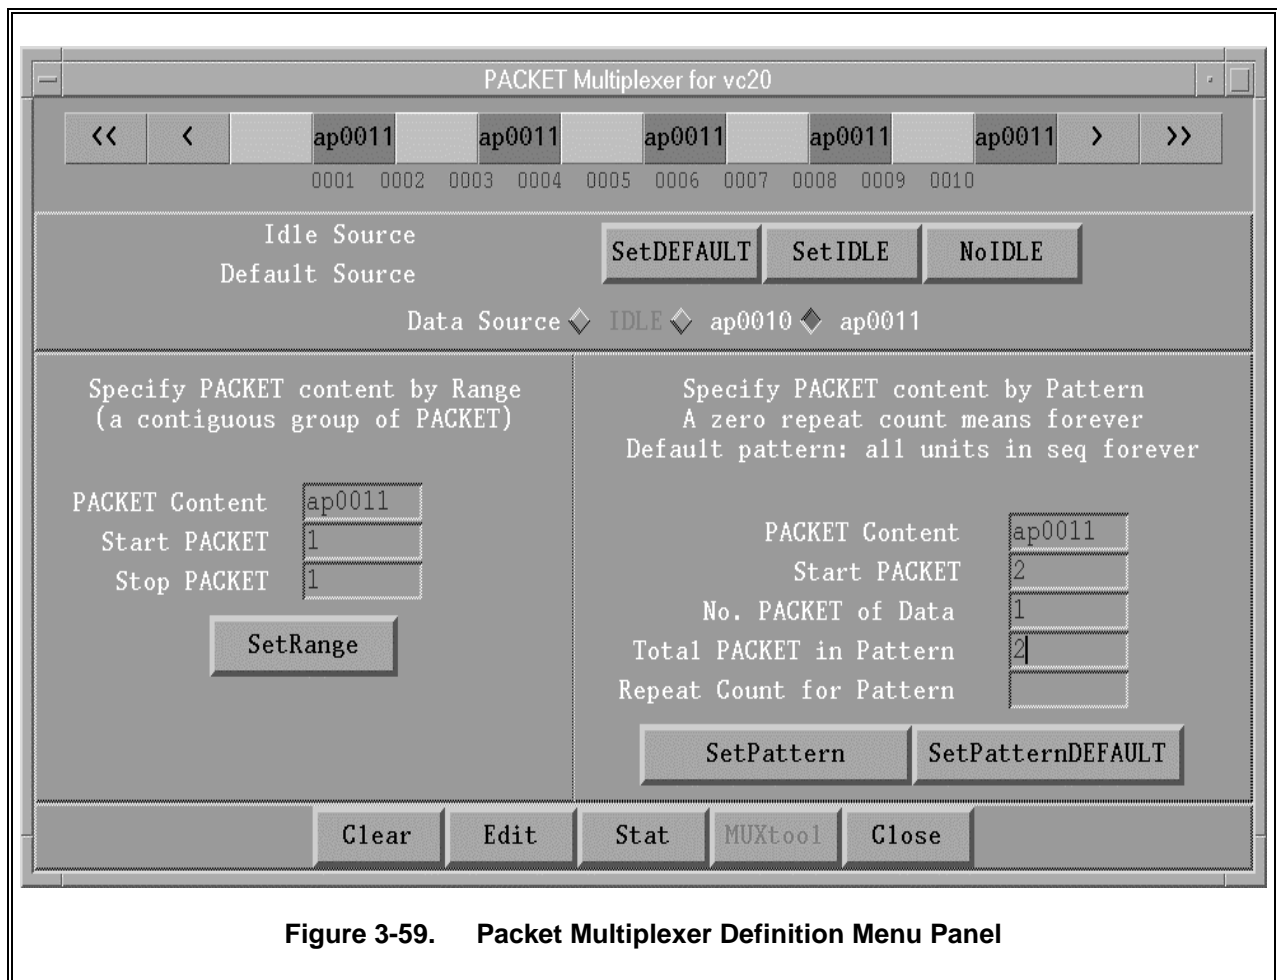 PACKET Multiplexer for vc20
<< < ap0011 ap0011 ap0011 ap0011 ap0011 > >>
0001 0002 0003 0004 0005 0006 0007 0008 0009 0010
Idle Source
SetDEFAULT SetIDLE NoIDLE
Default Source
Data Source IDLE ap0010 ap0011
Specify PACKET content by Range
(a contiguous group of PACKET)
PACKET Content ap0011
Start PACKET 1
Stop PACKET 1
SetRange
Specify PACKET content by Pattern
A zero repeat count means forever
Default pattern: all units in seq forever
PACKET Content ap0011
Start PACKET 2
No. PACKET of Data 1
Total PACKET in Pattern 2
Repeat Count for Pattern
SetPattern SetPatternDEFAULT
Clear Edit Stat MUXtool Close
Figure 3-59. Packet Multiplexer Definition Menu Panel